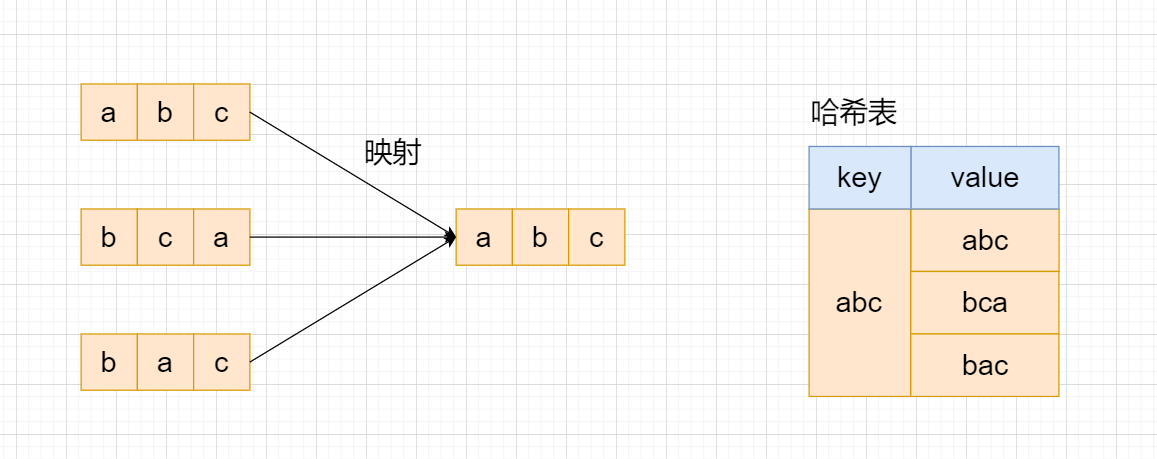 a b c
映射
b c a
a b c
b a c
哈希表
key value
abc
abc
bca
bac